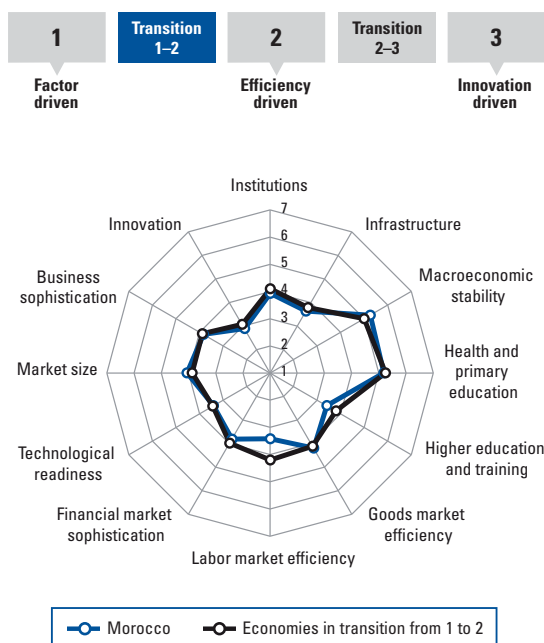 1
Transition
1–2
2
Transition
2–3
3
Factor
driven
Efficiency
driven
Innovation
driven
Institutions
Innovation
Infrastructure
Business
sophistication
Macroeconomic
stability
Market size
Health and
primary
education
Technological
readiness
Higher education
and training
Financial market
sophistication
Goods market
efficiency
Labor market efficiency
7
6
5
4
3
2
1
Morocco
Economies in transition from 1 to 2